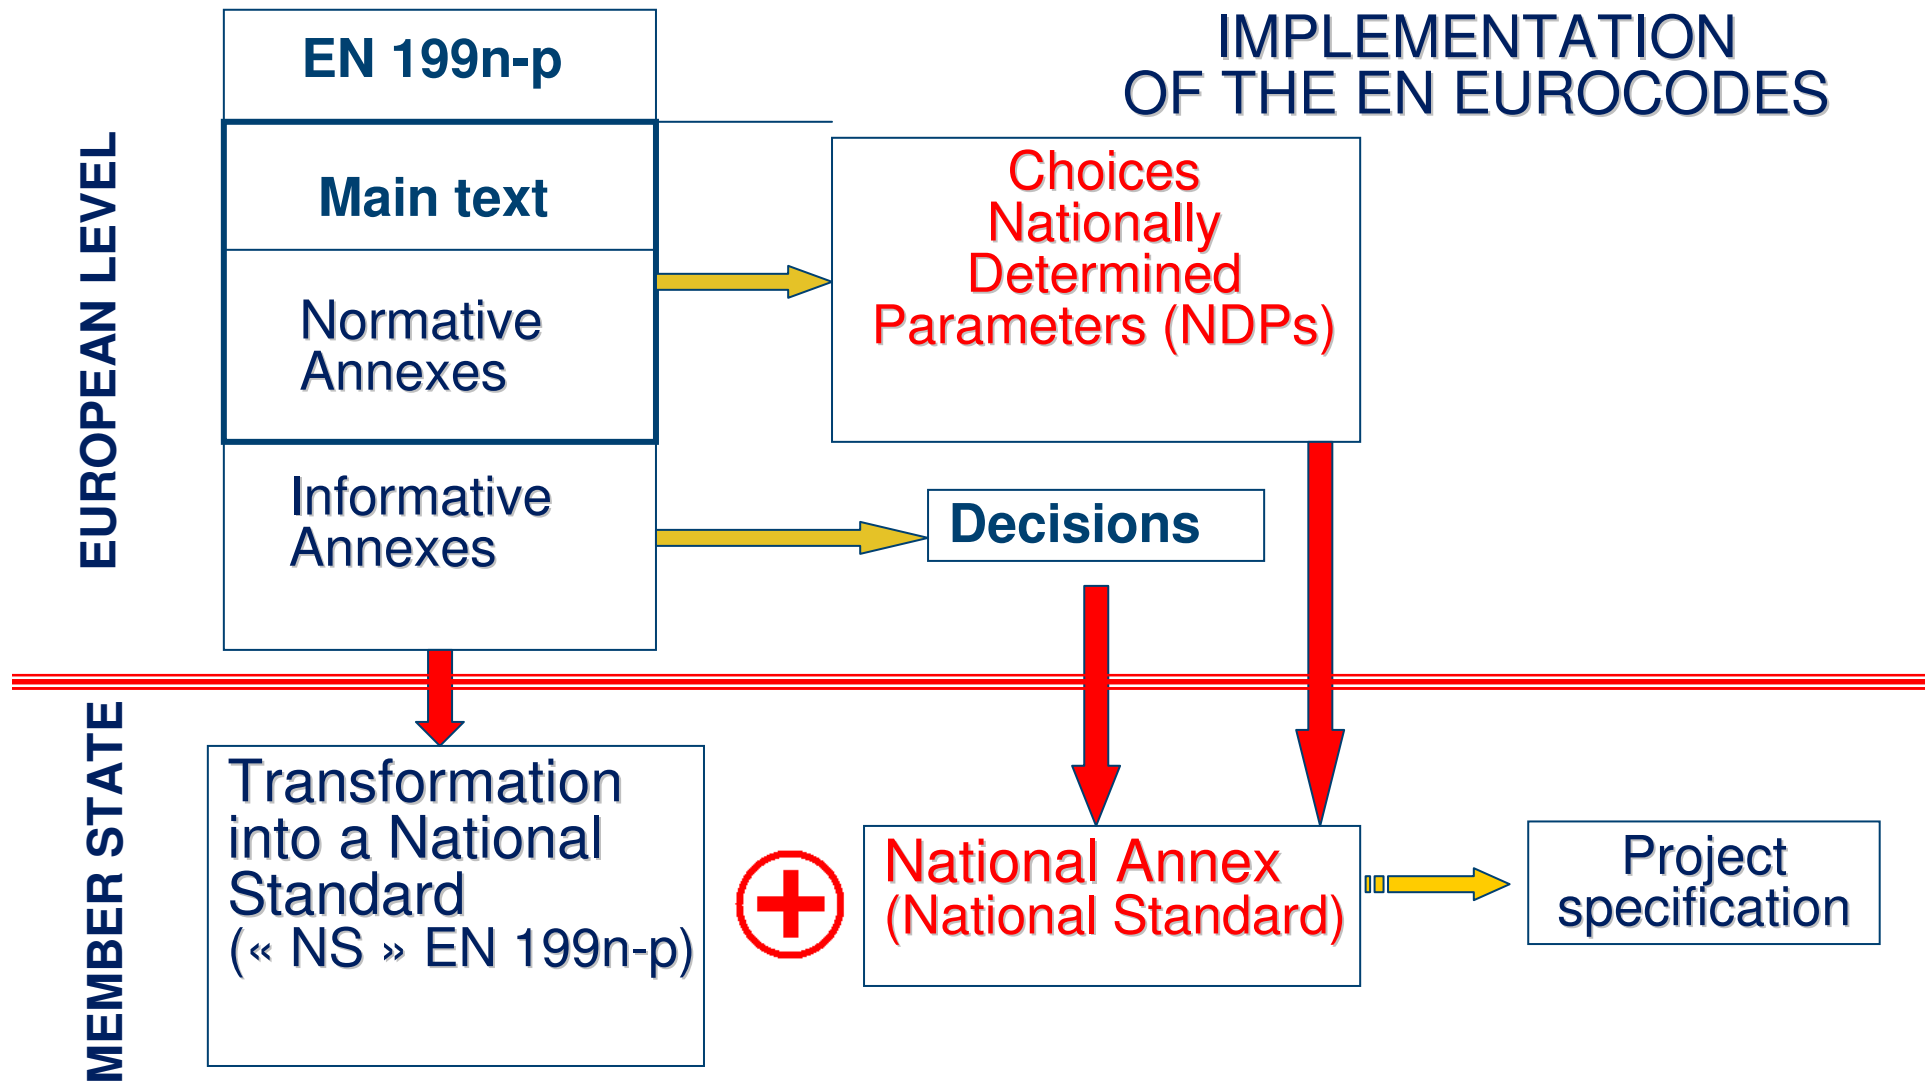 IMPLEMENTATION
OF THE EN EUROCODES
EUROPEAN LEVEL
EN 199n-p
Main text
Normative
Annexes
Informative
Annexes
Choices
Nationally
Determined
Parameters (NDPs)
Decisions
MEMBER STATE
Transformation
into a National
Standard
(« NS » EN 199n-p)
National Annex
(National Standard)
Project
specification